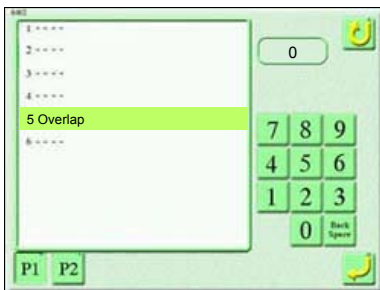 1 ----
2 ----
0
3 ----
4 ----
5 Overlap
6 ----
7 8 9
4 5 6
1 2 3
0 Back Space
P1 P2